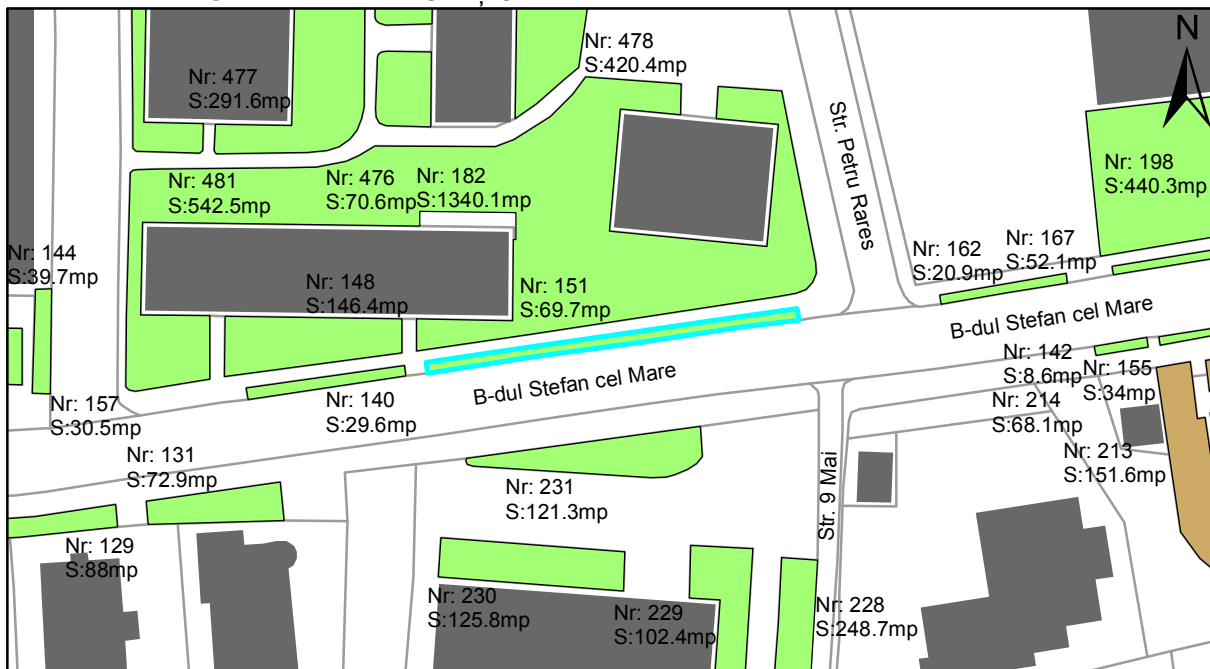 N
Nr: 478
S:420.4mp
Nr: 477
S:291.6mp
Str. Petru Rares
Nr: 198
S:440.3mp
Nr: 481
S:542.5mp
Nr: 476
S:70.6mp
Nr: 182
S:1340.1mp
Nr: 144
S:39.7mp
Nr: 162
S:20.9mp
Nr: 167
S:52.1mp
Nr: 148
S:146.4mp
Nr: 151
S:69.7mp
B-dul Stefan cel Mare
B-dul Stefan cel Mare
Nr: 142
S:8.6mp
Nr: 155
S:34mp
Nr: 157
S:30.5mp
Nr: 140
S:29.6mp
Nr: 214
S:68.1mp
Nr: 131
S:72.9mp
Nr: 213
S:151.6mp
Nr: 231
S:121.3mp
Str. 9 Mai
Nr: 129
S:88mp
Nr: 230
S:125.8mp
Nr: 229
S:102.4mp
Nr: 228
S:248.7mp